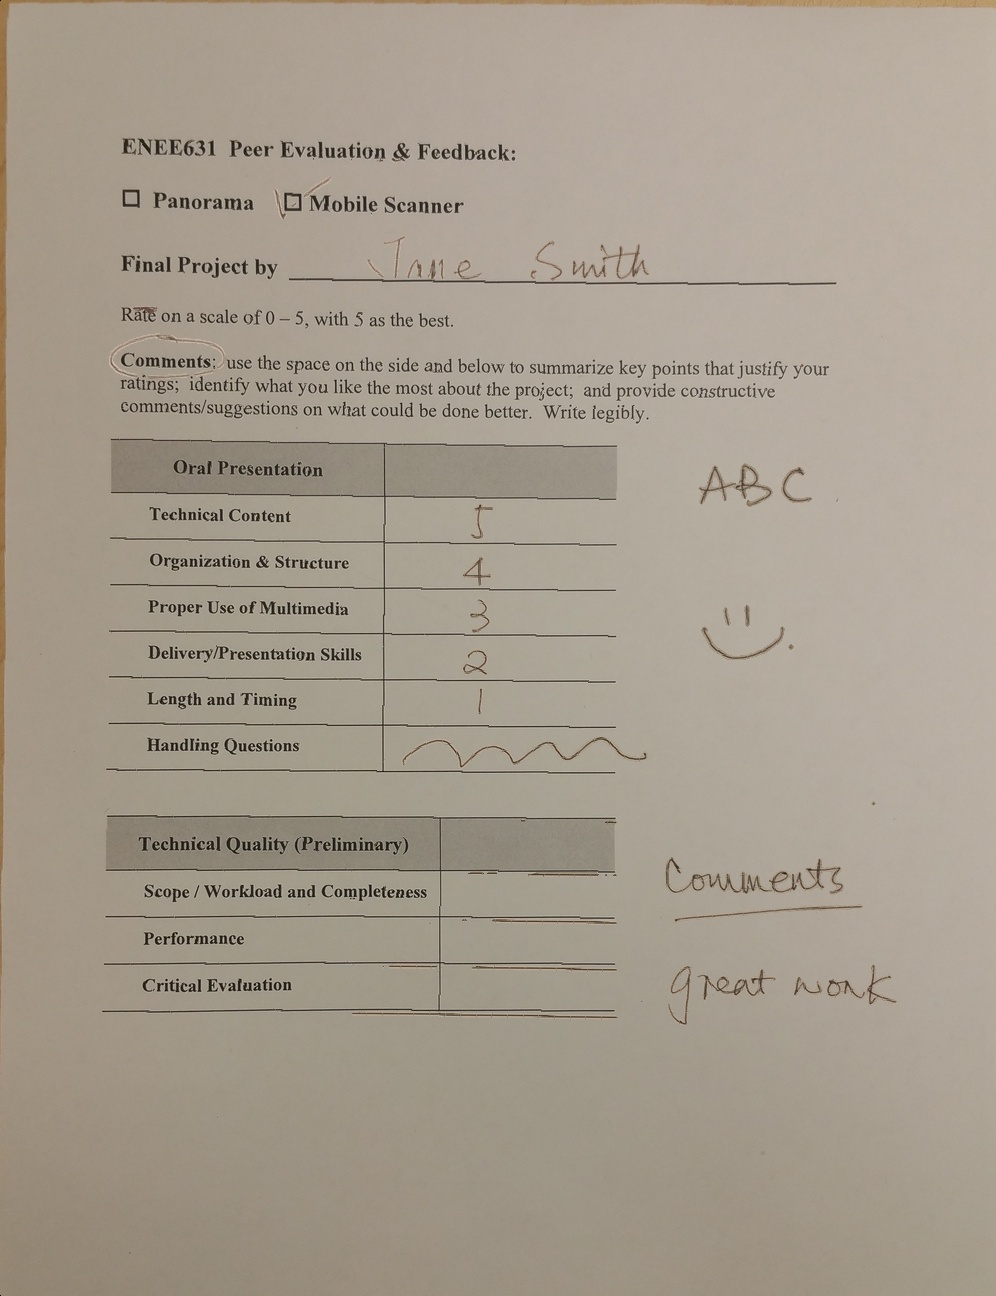 ENEE631 Peer Evaluation & Feedback:
☐ Panorama ☑ Mobile Scanner
Final Project by Jane Smith
Rate on a scale of 0 – 5, with 5 as the best.
Comments: use the space on the side and below to summarize key points that justify your
ratings; identify what you like the most about the project; and provide constructive
comments/suggestions on what could be done better. Write legibly.
Oral Presentation
ABC
Technical Content 5
Organization & Structure 4
Proper Use of Multimedia 3
Delivery/Presentation Skills 2
Length and Timing 1
Handling Questions
Technical Quality (Preliminary)
Comments
Scope / Workload and Completeness
Performance
Critical Evaluation
great work